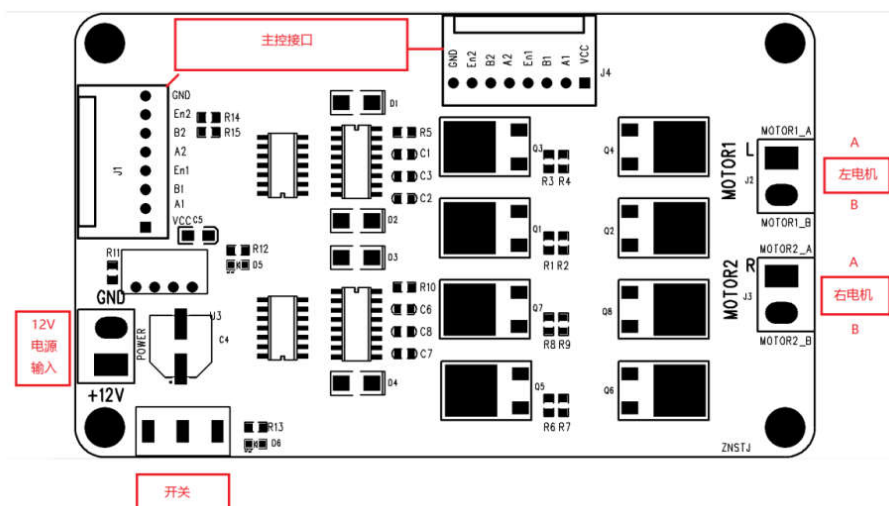 主控接口
GND
En2
B2
A2
En1
B1
A1
VCC
J4
GND
En2
B2
A2
En1
B1
A1
VCC
J1
C5
R14
R15
D1
R5
C1
C3
C2
D2
D3
R12
D5
R11
GND
POWER
+12V
12V
电源
输入
U3
C4
R10
C6
C8
C7
D4
R13
D6
开关
Q3
R3 R4
Q4
Q1
R1 R2
Q2
Q7
R8 R9
Q8
Q5
R6 R7
Q6
MOTOR1_A
MOTOR1
L
J2
MOTOR1_B
A
左电机
B
MOTOR2_A
MOTOR2
R
J3
MOTOR2_B
A
右电机
B
ZNSTJ